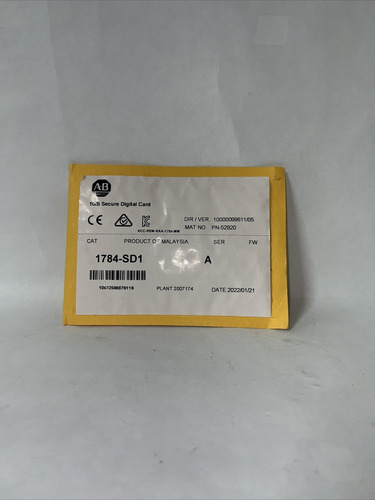 AB
1GB Secure Digital Card
DIR / VER. 10000099611/05
MAT NO PN-52920
CAT PRODUCT OF MALAYSIA SER FW
1784-SD1 A
PLANT 2007174 DATE 2022/01/21